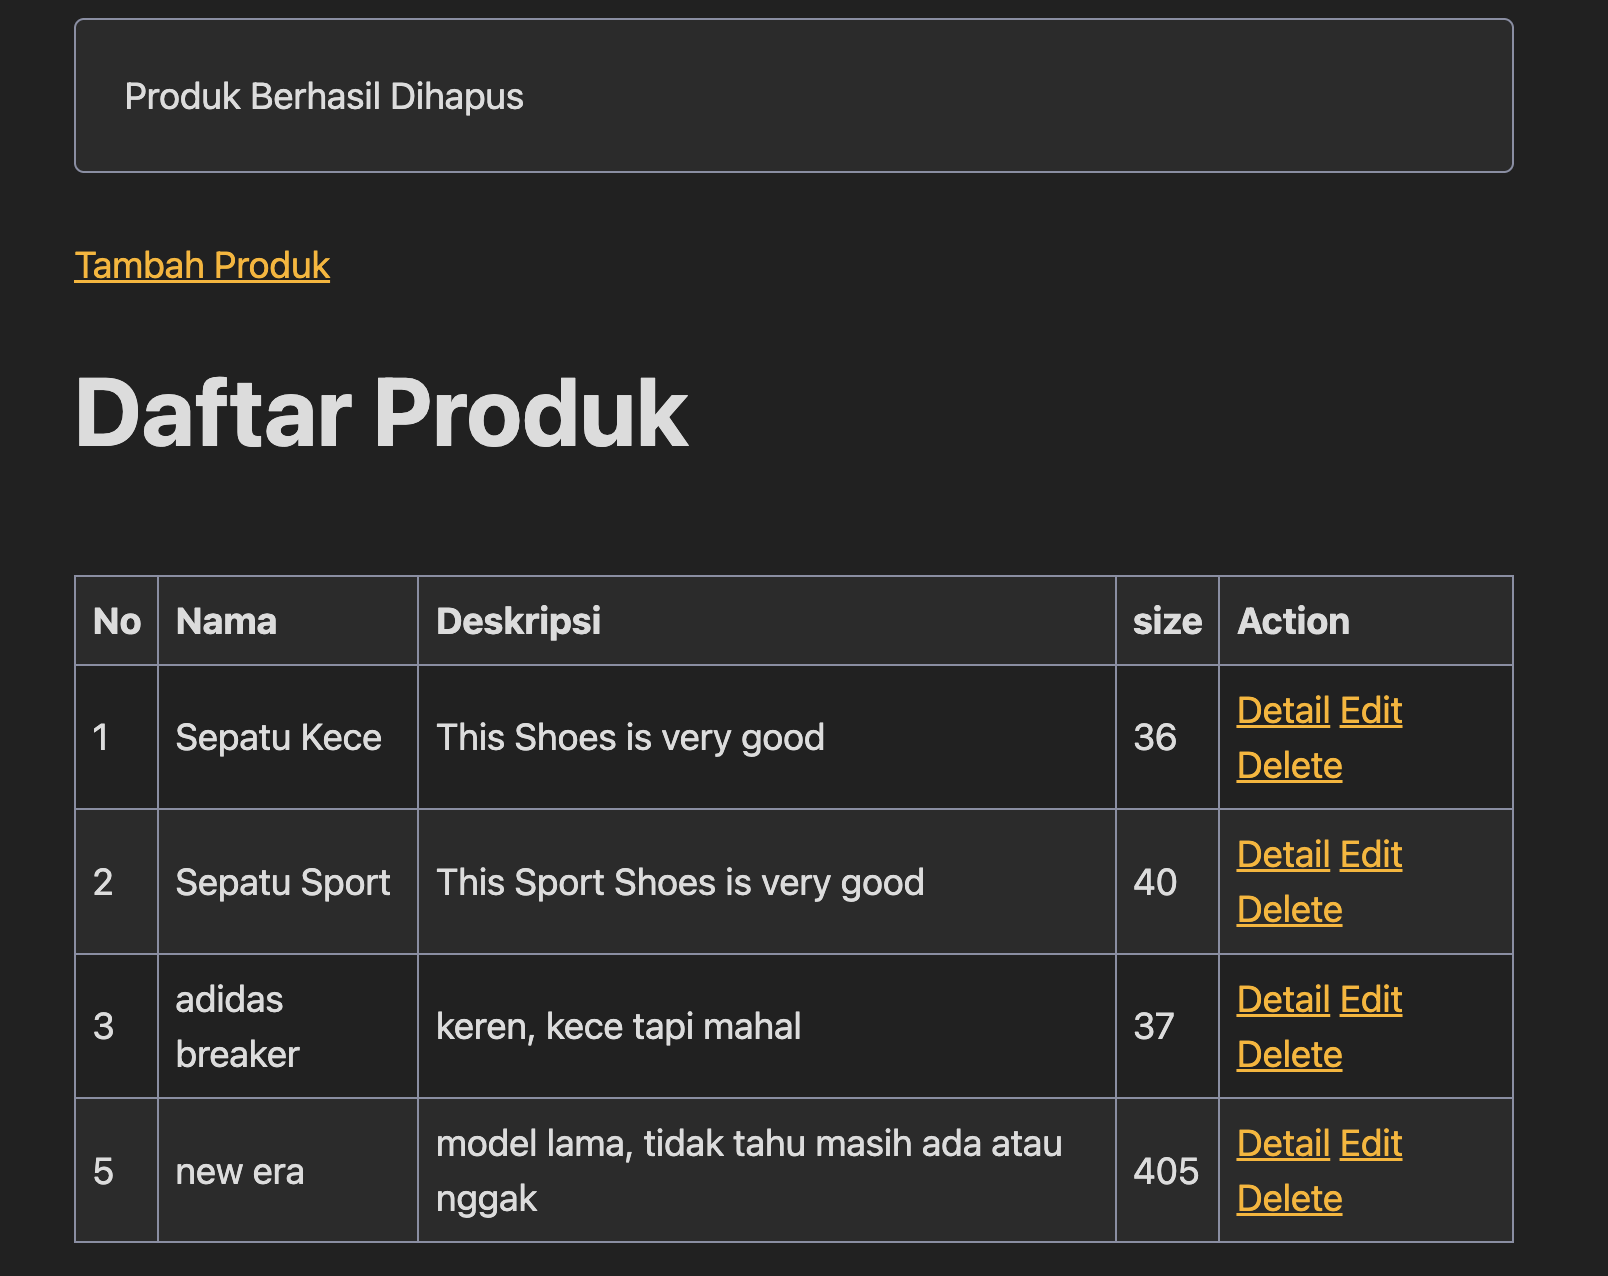 Produk Berhasil Dihapus
Tambah Produk
Daftar Produk
No Nama Deskripsi size Action
1 Sepatu Kece This Shoes is very good 36 Detail Edit
Delete
2 Sepatu Sport This Sport Shoes is very good 40 Detail Edit
Delete
3 adidas
breaker keren, kece tapi mahal 37 Detail Edit
Delete
5 new era model lama, tidak tahu masih ada atau
nggak 405 Detail Edit
Delete